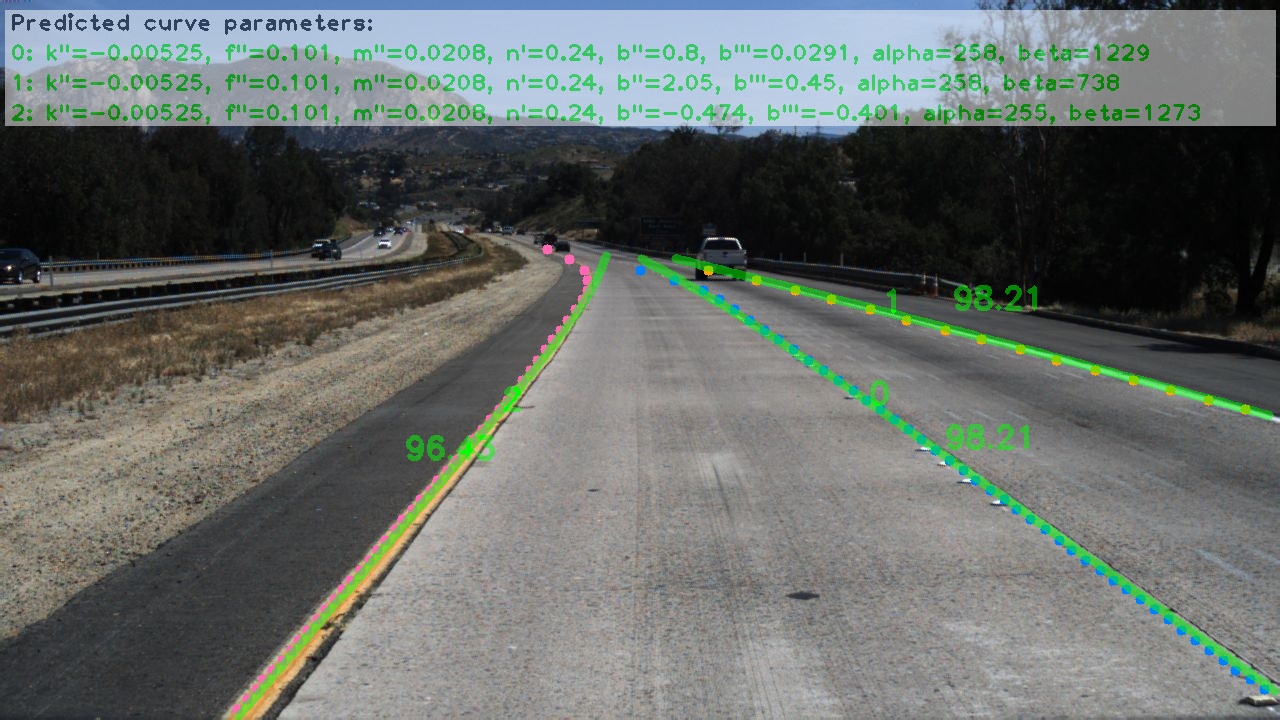 Predicted curve parameters:
0: k''=-0.00525, f''=0.101, m''=0.0208, n'=0.24, b''=0.8, b'''=0.0291, alpha=258, beta=1229
1: k''=-0.00525, f''=0.101, m''=0.0208, n'=0.24, b''=2.05, b'''=0.45, alpha=258, beta=738
2: k''=-0.00525, f''=0.101, m''=0.0208, n'=0.24, b''=-0.474, b'''=-0.401, alpha=255, beta=1273
1 98.21
0
98.21